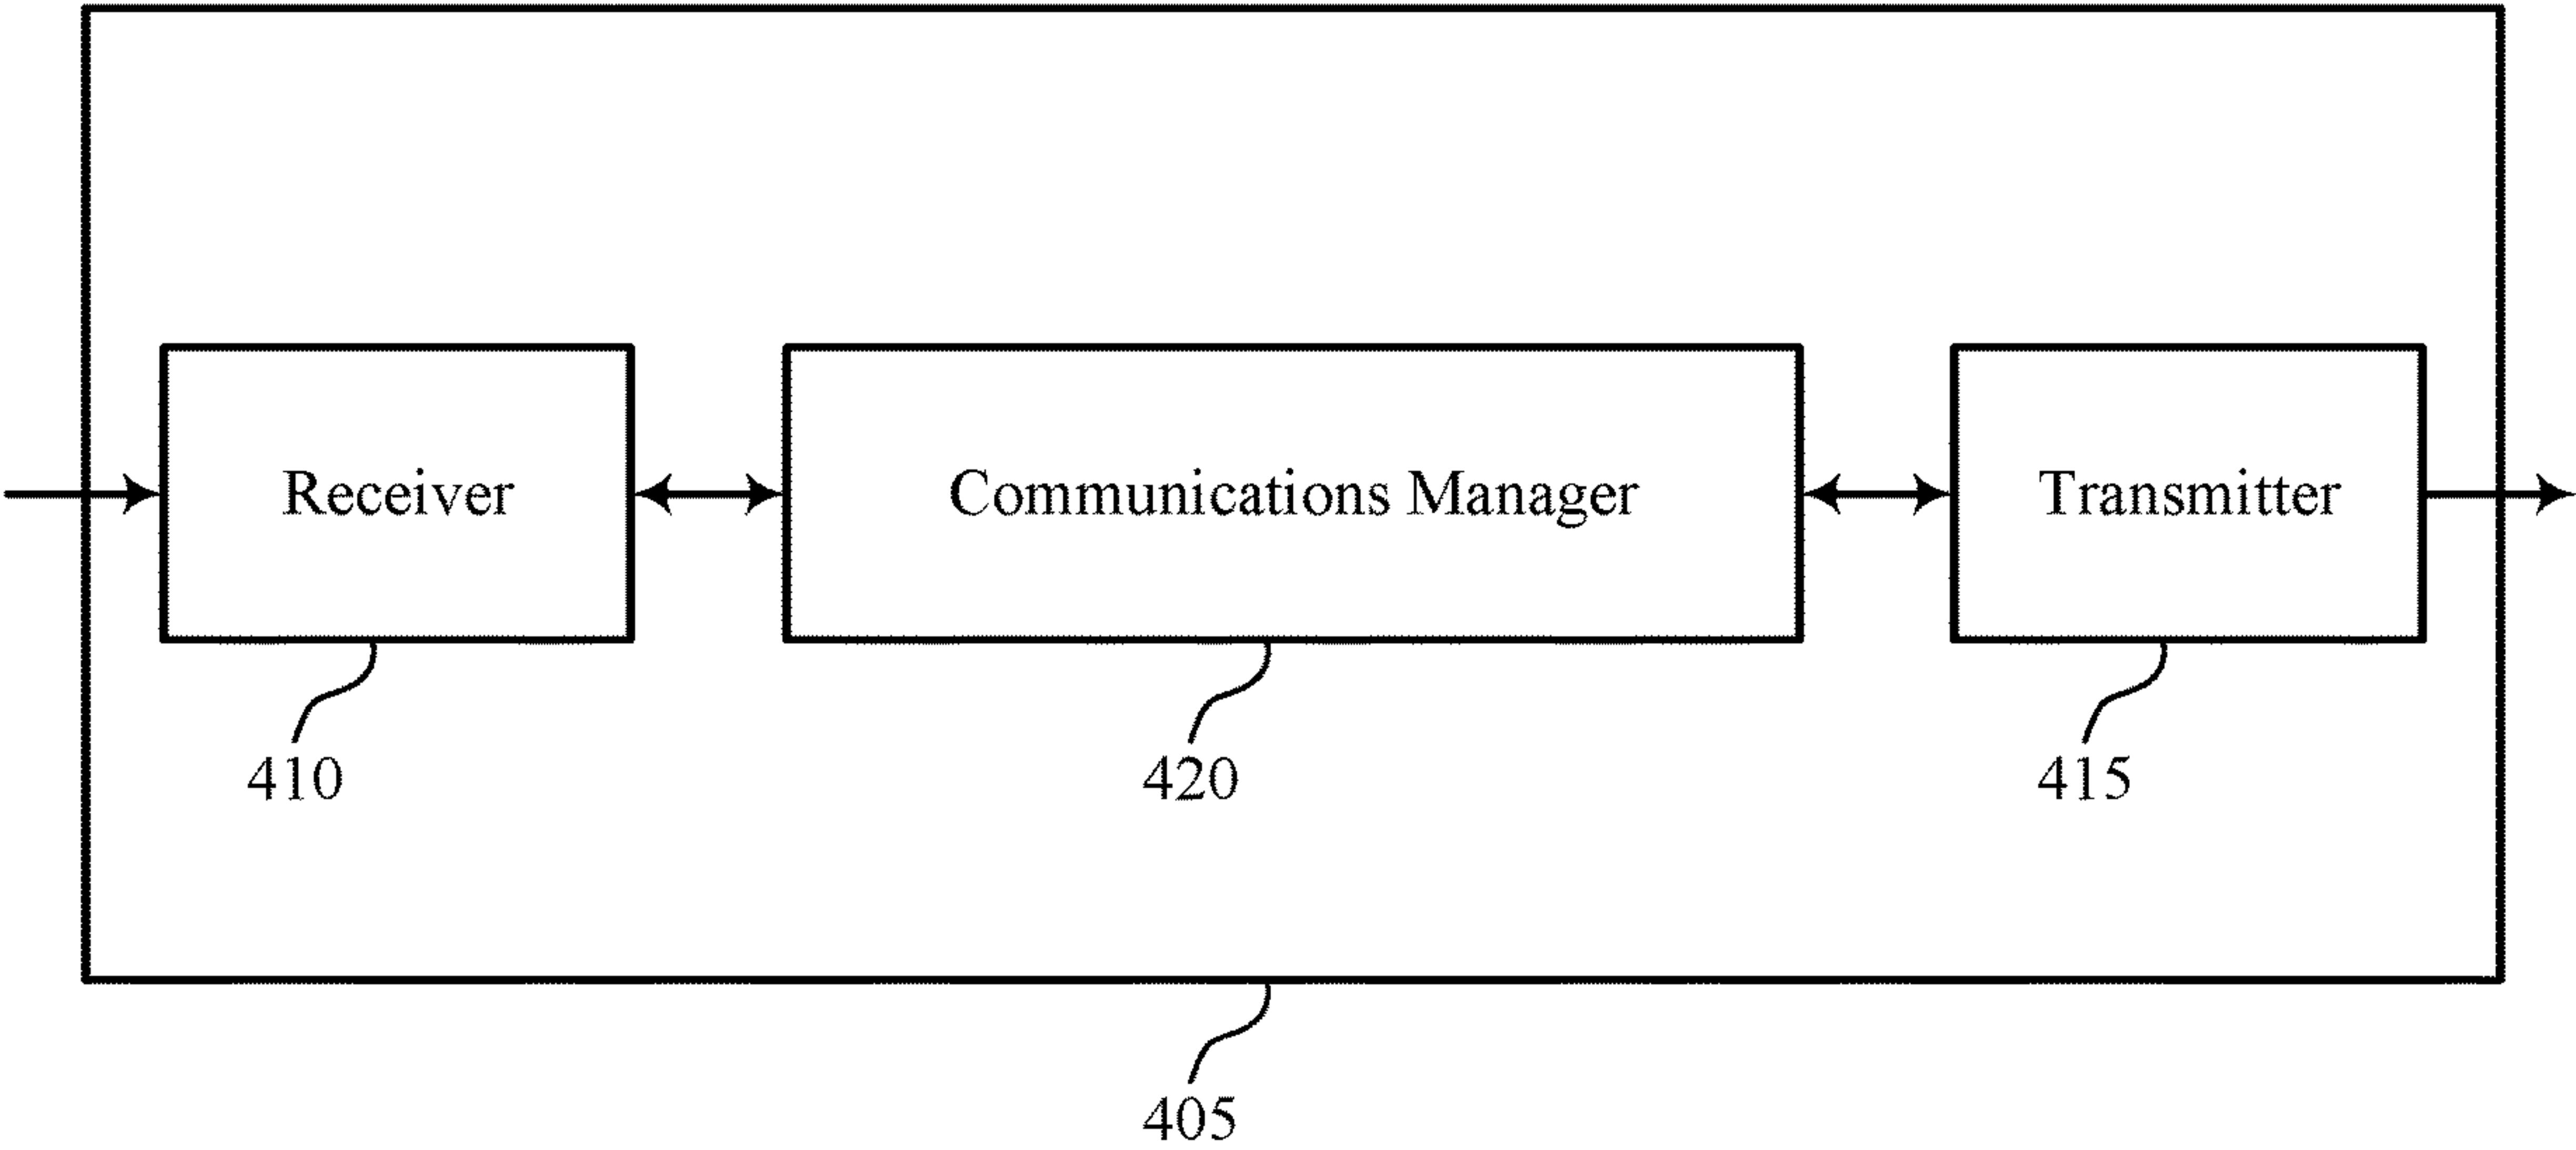 Receiver
Communications Manager
Transmitter
410
420
415
405